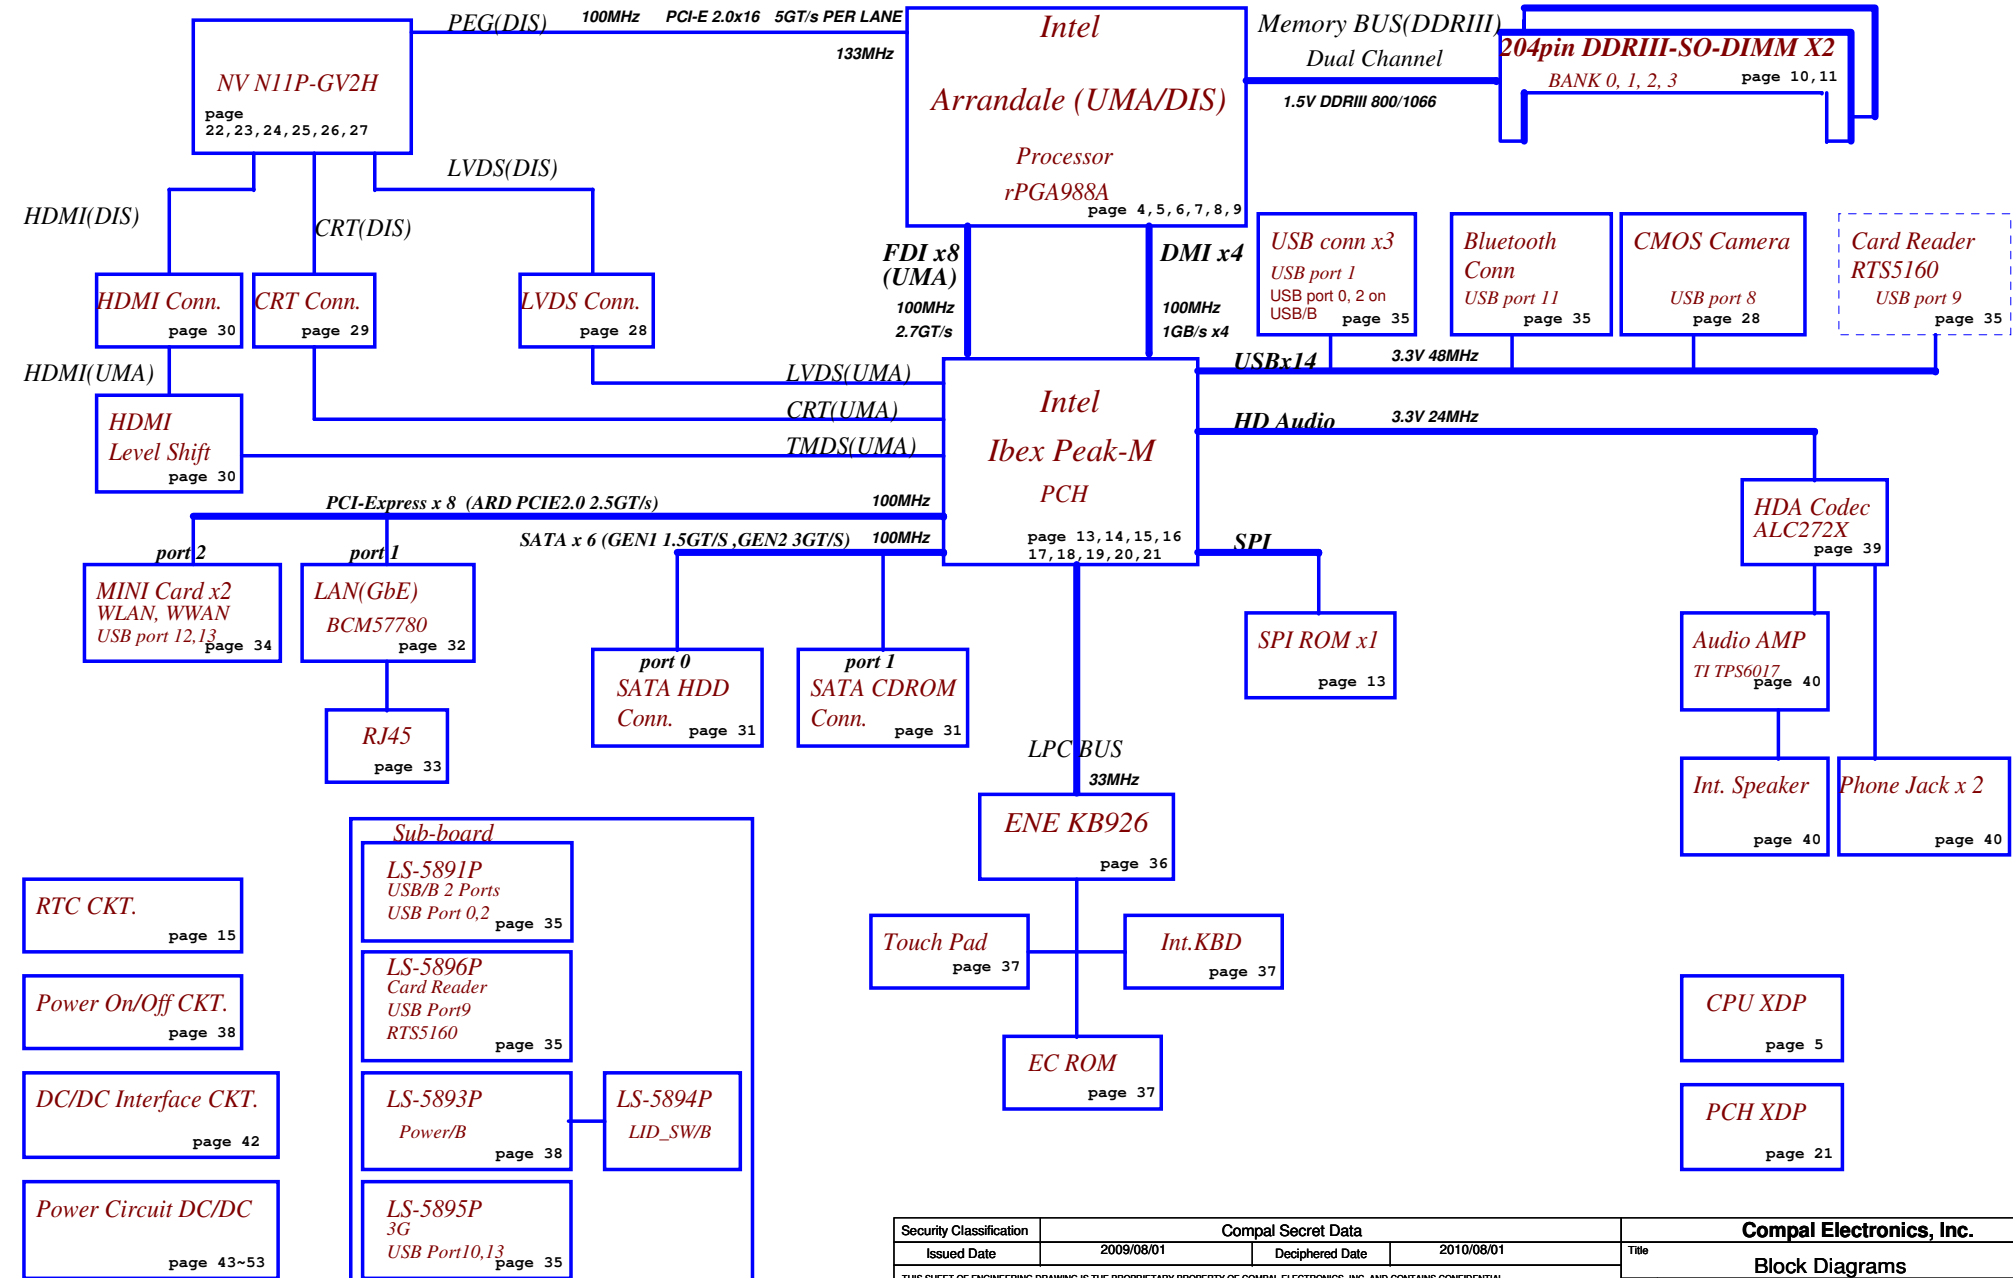 PEG(DIS)
100MHz PCI-E 2.0x16 5GT/s PER LANE
133MHz
NV N11P-GV2H
page
22,23,24,25,26,27
Intel
Arrandale (UMA/DIS)
Processor
rPGA988A
page 4,5,6,7,8,9
Memory BUS(DDRIII)
Dual Channel
1.5V DDRIII 800/1066
204pin DDRIII-SO-DIMM X2
BANK 0, 1, 2, 3
page 10,11
HDMI(DIS)
CRT(DIS)
LVDS(DIS)
HDMI Conn.
page 30
CRT Conn.
page 29
LVDS Conn.
page 28
FDI x8
(UMA)
100MHz
2.7GT/s
DMI x4
100MHz
1GB/s x4
USB conn x3
USB port 1
USB port 0, 2 on
USB/B
page 35
Bluetooth
Conn
USB port 11
page 35
CMOS Camera
USB port 8
page 28
Card Reader
RTS5160
USB port 9
page 35
HDMI(UMA)
HDMI
Level Shift
page 30
LVDS(UMA)
CRT(UMA)
TMDS(UMA)
Intel
Ibex Peak-M
PCH
page 13,14,15,16
17,18,19,20,21
USBx14
3.3V 48MHz
HD Audio
3.3V 24MHz
SPI
PCI-Express x 8 (ARD PCIE2.0 2.5GT/s)
100MHz
SATA x 6 (GEN1 1.5GT/S ,GEN2 3GT/S)
100MHz
port 2
MINI Card x2
WLAN, WWAN
USB port 12,13
page 34
port 1
LAN(GbE)
BCM57780
page 32
RJ45
page 33
port 0
SATA HDD
Conn.
page 31
port 1
SATA CDROM
Conn.
page 31
SPI ROM x1
page 13
HDA Codec
ALC272X
page 39
Audio AMP
TI TPS6017
page 40
Int. Speaker
page 40
Phone Jack x 2
page 40
LPC BUS
33MHz
ENE KB926
page 36
Touch Pad
page 37
Int.KBD
page 37
EC ROM
page 37
RTC CKT.
page 15
Power On/Off CKT.
page 38
DC/DC Interface CKT.
page 42
Power Circuit DC/DC
page 43~53
Sub-board
LS-5891P
USB/B 2 Ports
USB Port 0,2
page 35
LS-5896P
Card Reader
USB Port9
RTS5160
page 35
LS-5893P
Power/B
page 38
LS-5894P
LID_SW/B
LS-5895P
3G
USB Port10,13
page 35
CPU XDP
page 5
PCH XDP
page 21
Security Classification
Compal Secret Data
Compal Electronics, Inc.
Issued Date
2009/08/01
Deciphered Date
2010/08/01
Title
Block Diagrams
THIS SHEET OF ENGINEERING DRAWING IS THE PROPRIETARY PROPERTY OF COMPAL ELECTRONICS, INC. AND CONTAINS CONFIDENTIAL